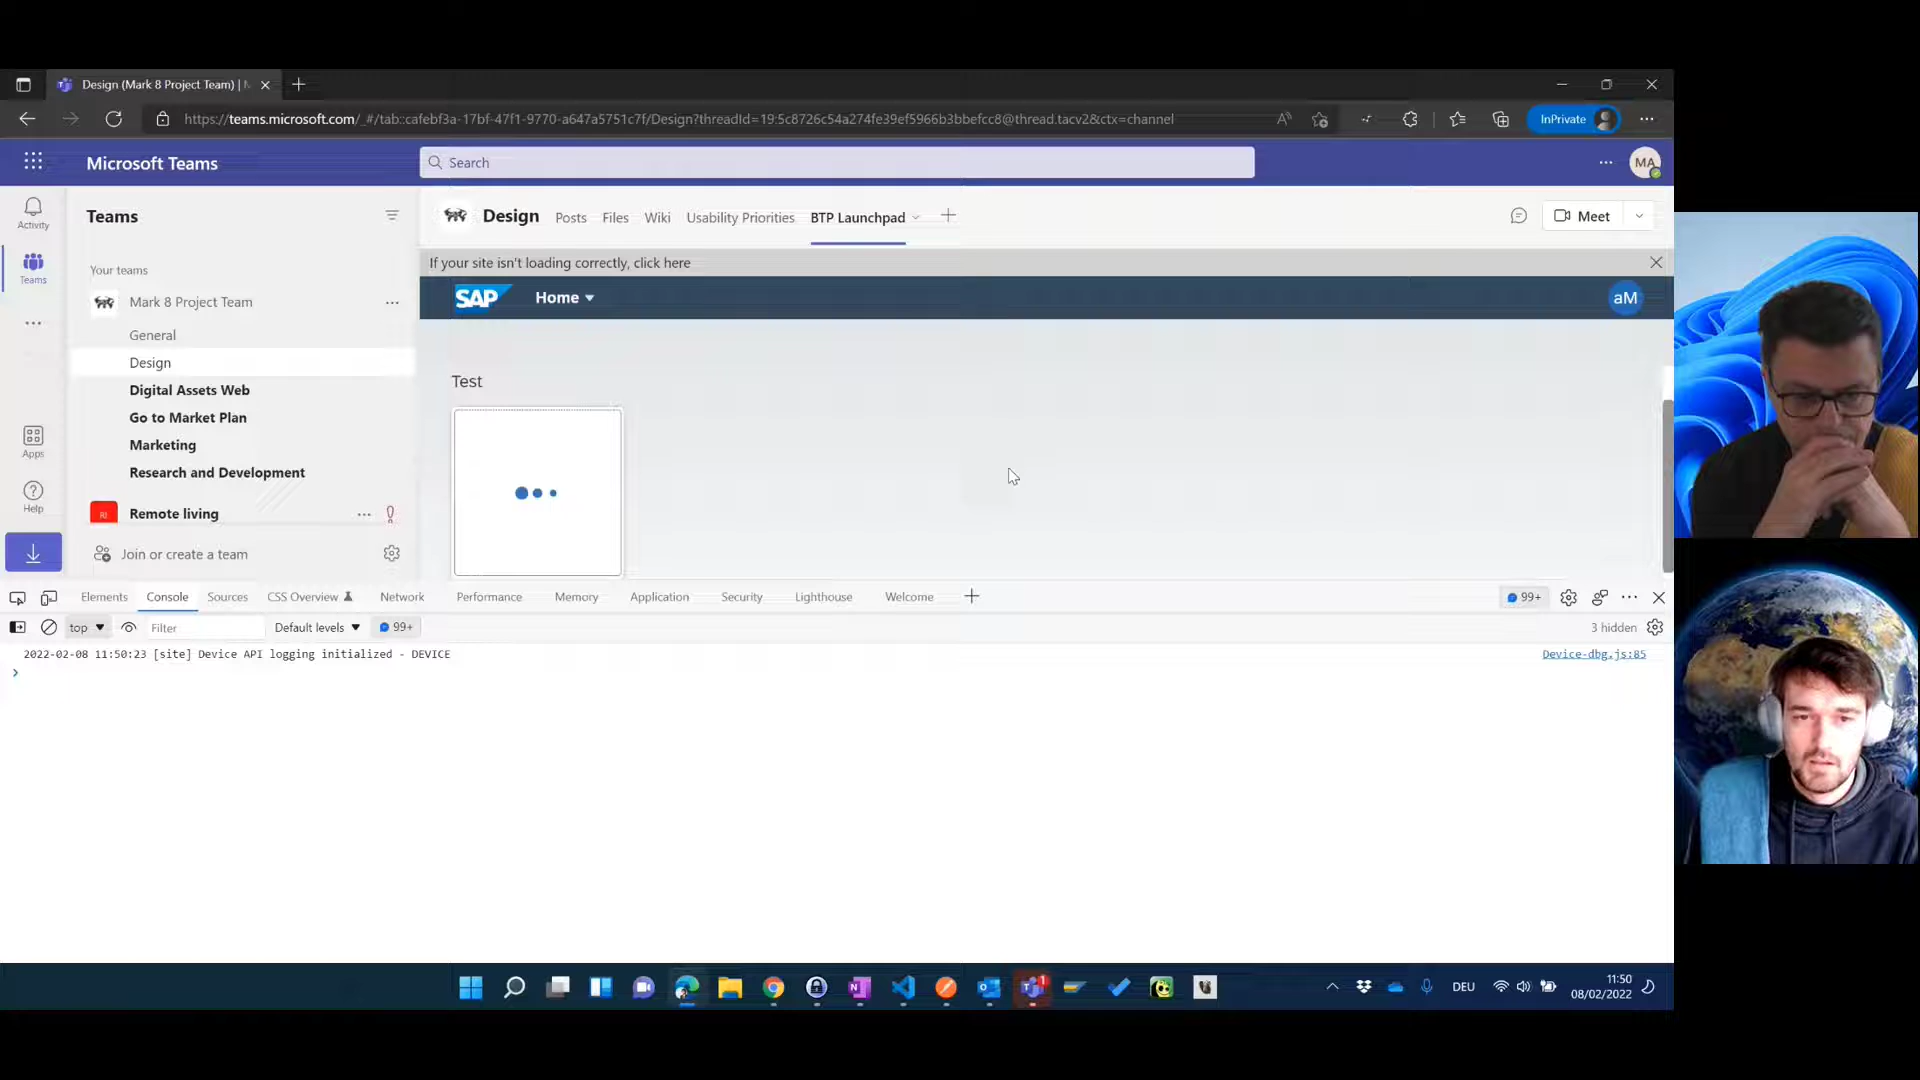 Design (Mark 8 Project Team) |
https://teams.microsoft.com/_#/tab::cafebf3a-17bf-47f1-9770-a647a5751c7f/Design?threadId=19:5c8726c54a274fe39ef5966b3bbefcc8@thread.tacv2&ctx=channel
InPrivate
Microsoft Teams
Search
MA
Activity
Teams
Apps
Help
Teams
Your teams
Mark 8 Project Team
General
Design
Digital Assets Web
Go to Market Plan
Marketing
Research and Development
RI
Remote living
Join or create a team
Design
Posts
Files
Wiki
Usability Priorities
BTP Launchpad
Meet
If your site isn't loading correctly, click here
SAP
Home
aM
Test
Elements
Console
Sources
CSS Overview
Network
Performance
Memory
Application
Security
Lighthouse
Welcome
99+
top
Filter
Default levels
99+
3 hidden
2022-02-08 11:50:23 [site] Device API logging initialized - DEVICE
Device-dbg.js:85
DEU
11:50
08/02/2022